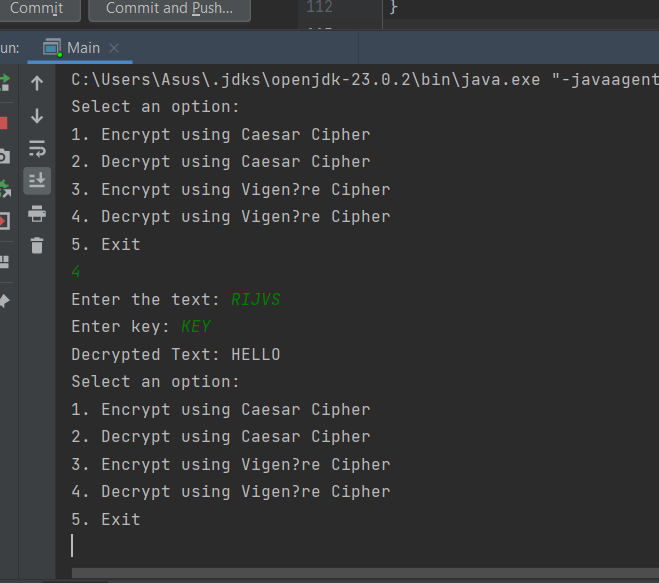 Commit
Commit and Push...
112
}
un:
Main
C:\Users\Asus\.jdks\openjdk-23.0.2\bin\java.exe "-javaagent
Select an option:
1. Encrypt using Caesar Cipher
2. Decrypt using Caesar Cipher
3. Encrypt using Vigen?re Cipher
4. Decrypt using Vigen?re Cipher
5. Exit
4
Enter the text: RIJVS
Enter key: KEY
Decrypted Text: HELLO
Select an option:
1. Encrypt using Caesar Cipher
2. Decrypt using Caesar Cipher
3. Encrypt using Vigen?re Cipher
4. Decrypt using Vigen?re Cipher
5. Exit